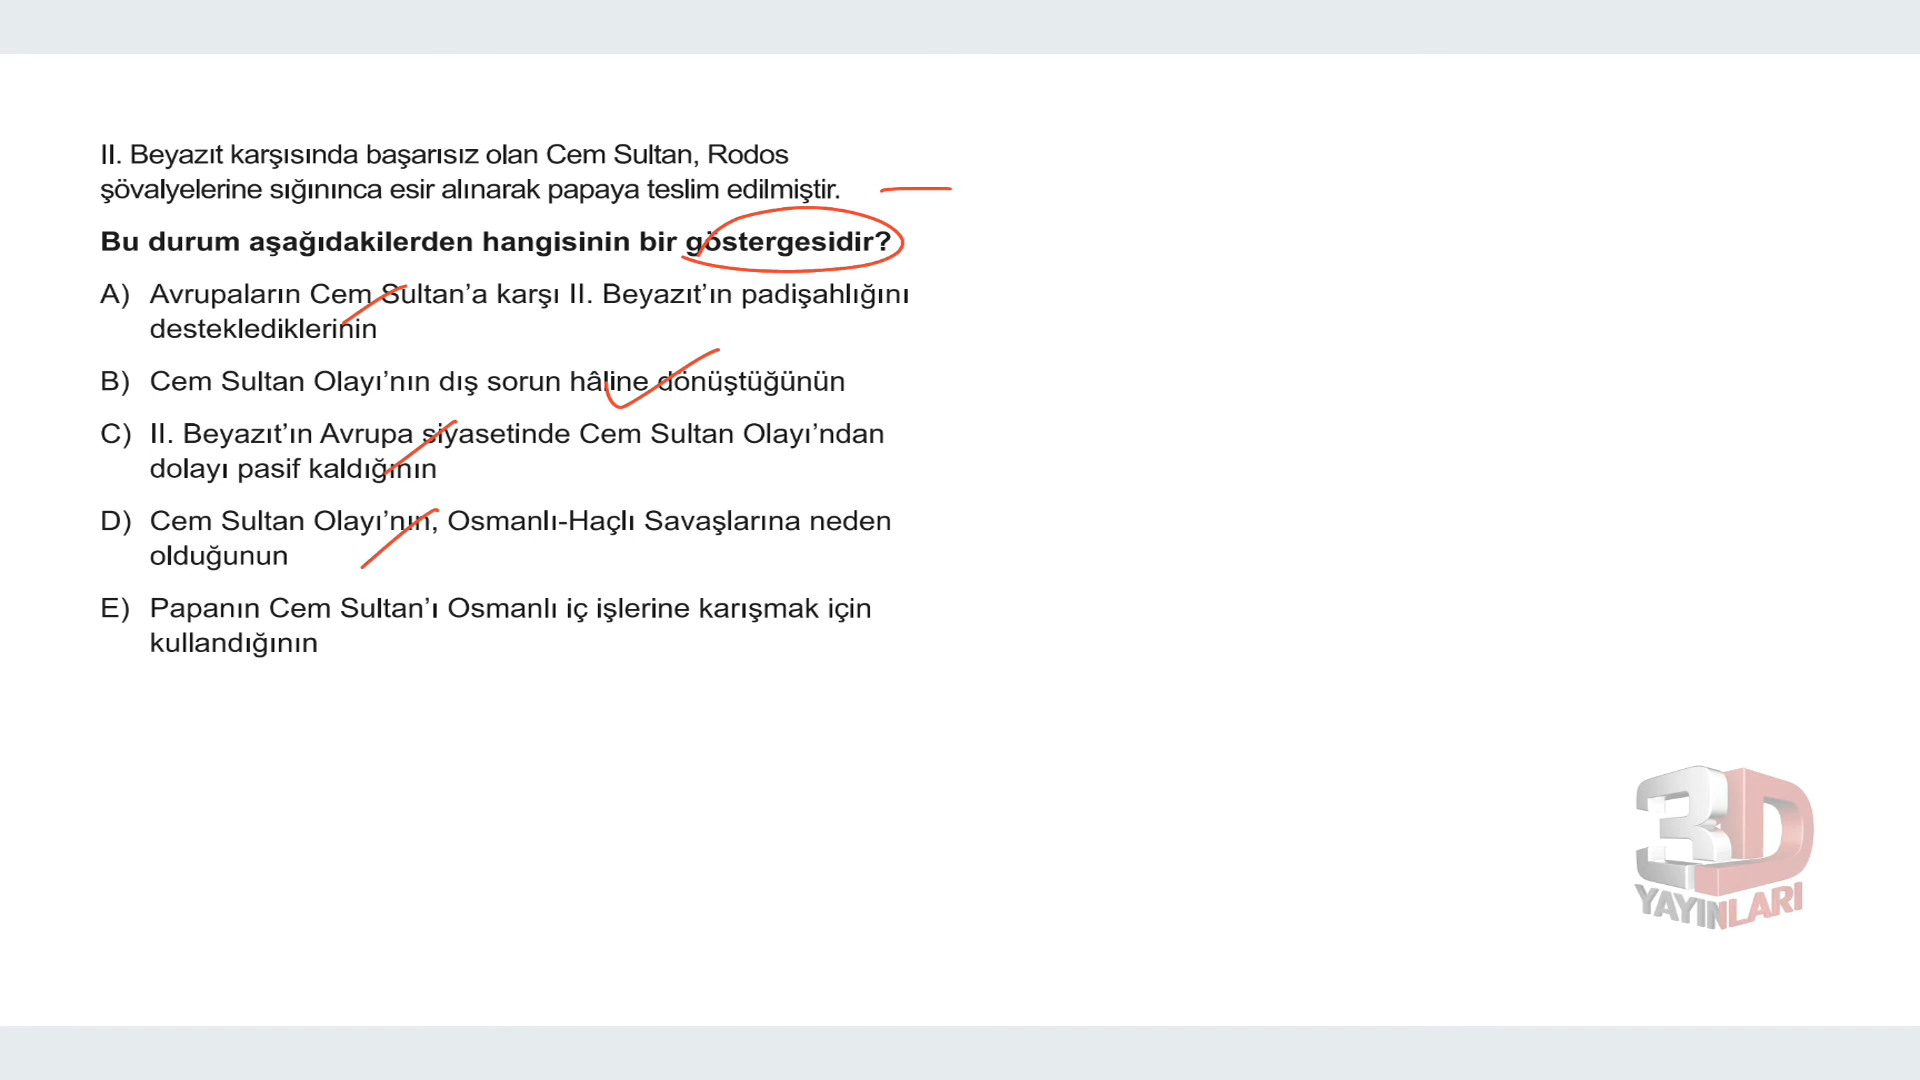 II. Beyazıt karşısında başarısız olan Cem Sultan, Rodos
şövalyelerine sığınınca esir alınarak papaya teslim edilmiştir.
Bu durum aşağıdakilerden hangisinin bir göstergesidir?
A) Avrupaların Cem Sultan’a karşı II. Beyazıt’ın padişahlığını
desteklediklerinin
B) Cem Sultan Olayı’nın dış sorun hâline dönüştüğünün
C) II. Beyazıt’ın Avrupa siyasetinde Cem Sultan Olayı’ndan
dolayı pasif kaldığının
D) Cem Sultan Olayı’nın, Osmanlı-Haçlı Savaşlarına neden
olduğunun
E) Papanın Cem Sultan’ı Osmanlı iç işlerine karışmak için
kullandığının
3D
YAYINLARI